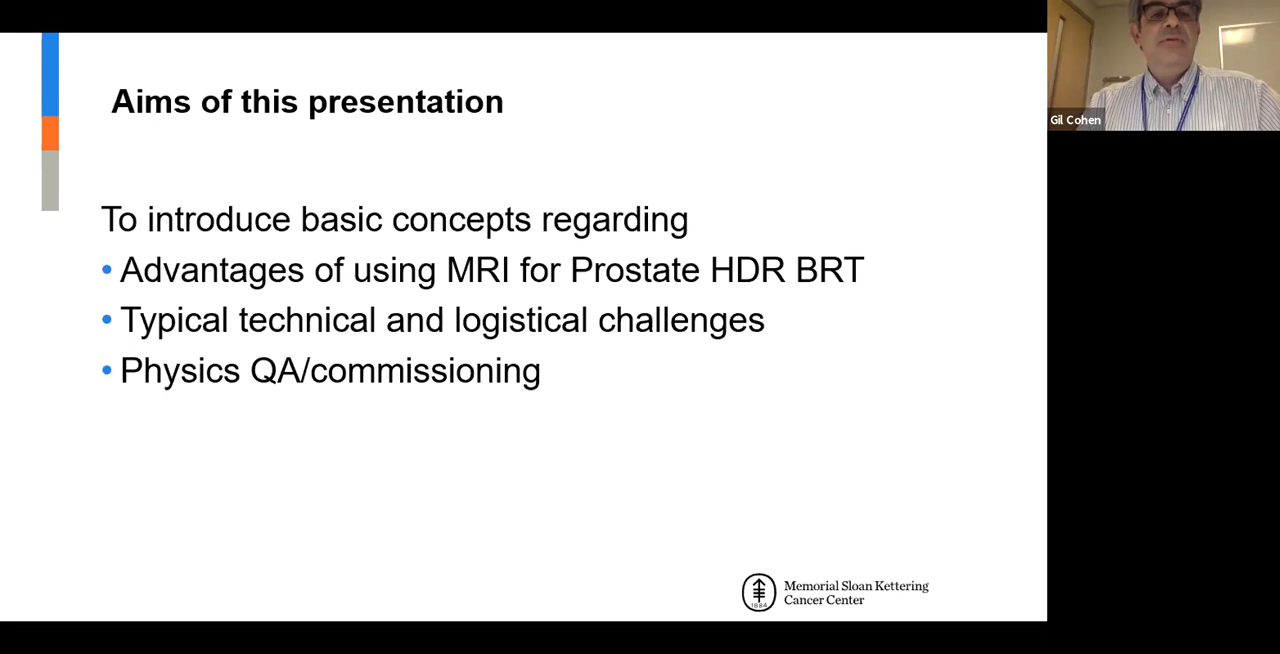 Aims of this presentation
To introduce basic concepts regarding
• Advantages of using MRI for Prostate HDR BRT
• Typical technical and logistical challenges
• Physics QA/commissioning
1884
Memorial Sloan Kettering
Cancer Center
Gil Cohen